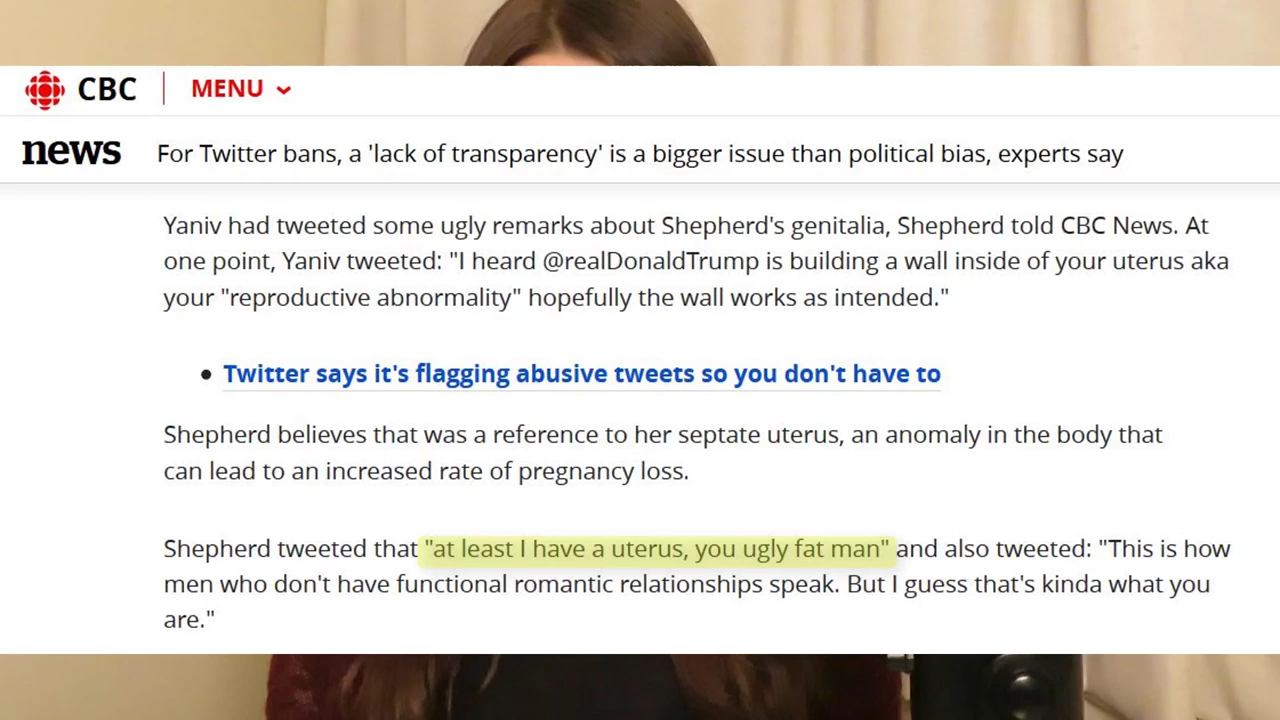 CBC MENU
news For Twitter bans, a 'lack of transparency' is a bigger issue than political bias, experts say
Yaniv had tweeted some ugly remarks about Shepherd's genitalia, Shepherd told CBC News. At
one point, Yaniv tweeted: "I heard @realDonaldTrump is building a wall inside of your uterus aka
your "reproductive abnormality" hopefully the wall works as intended."
• Twitter says it's flagging abusive tweets so you don't have to
Shepherd believes that was a reference to her septate uterus, an anomaly in the body that
can lead to an increased rate of pregnancy loss.
Shepherd tweeted that "at least I have a uterus, you ugly fat man" and also tweeted: "This is how
men who don't have functional romantic relationships speak. But I guess that's kinda what you
are."